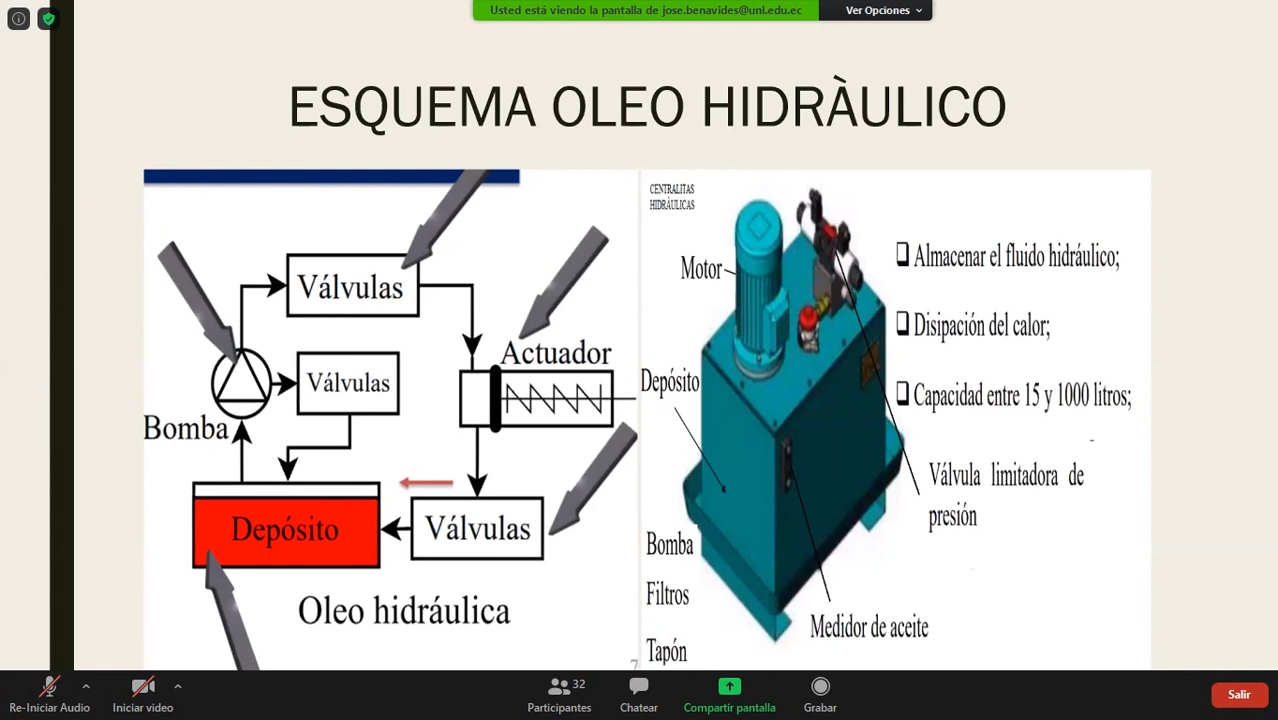 Usted está viendo la pantalla de jose.benavides@unl.edu.ec
Ver Opciones
ESQUEMA OLEO HIDRÀULICO
Válvulas
Actuador
Válvulas
Bomba
Depósito
Válvulas
Oleo hidráulica
7
CENTRALITAS
HIDRÀULICAS
Motor
Depósito
Bomba
Filtros
Tapón
Almacenar el fluido hidráulico;
Disipación del calor;
Capacidad entre 15 y 1000 litros;
Válvula limitadora de
presión
Medidor de aceite
Re-Iniciar Audio
Iniciar video
32
Participantes
Chatear
Compartir pantalla
Grabar
Salir